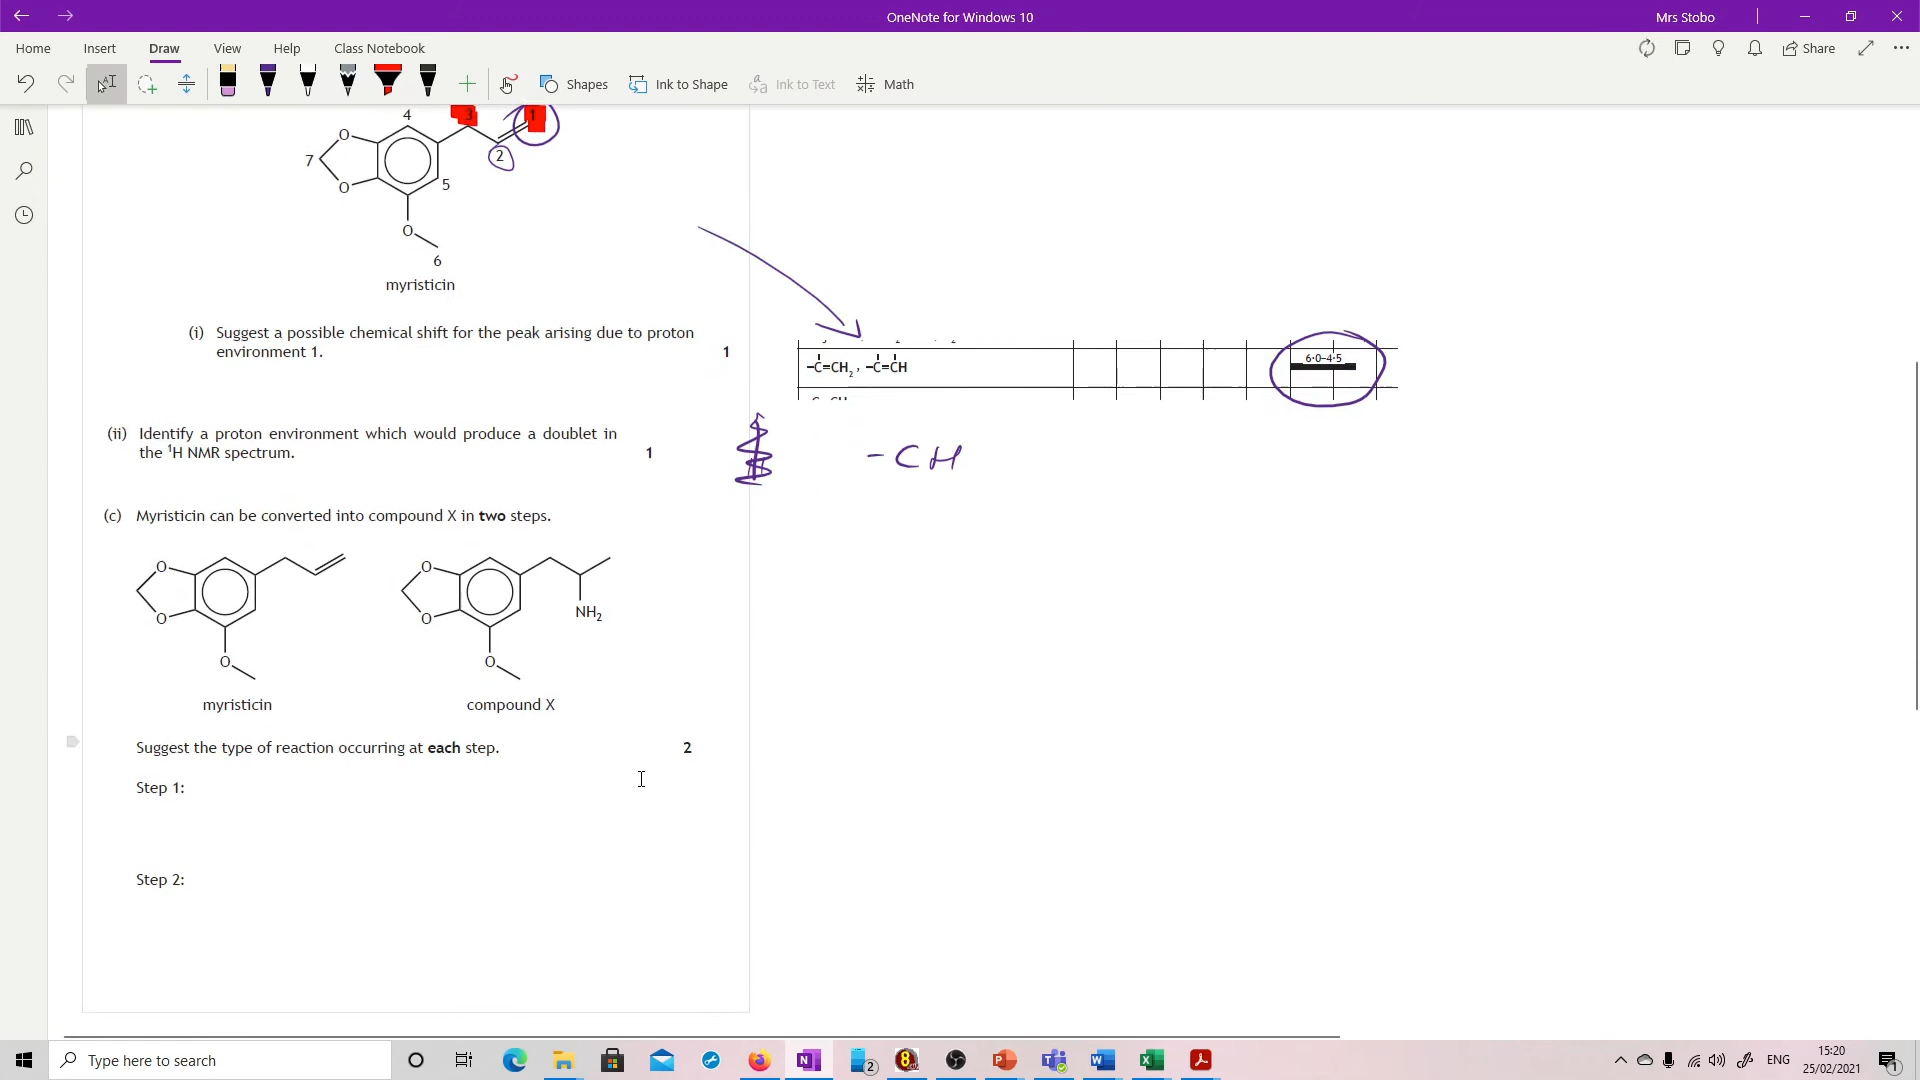 OneNote for Windows 10
Mrs Stobo
Home Insert Draw View Help Class Notebook
Share
Shapes Ink to Shape Ink to Text Math
4 3 1
O
7 2
O 5
O
6
myristicin
(i) Suggest a possible chemical shift for the peak arising due to proton
environment 1. 1
6·0–4·5
–C=CH2, –C=CH
(ii) Identify a proton environment which would produce a doublet in
the 1H NMR spectrum. 1
-CH
(c) Myristicin can be converted into compound X in two steps.
O O
O O NH2
O O
myristicin compound X
Suggest the type of reaction occurring at each step. 2
Step 1:
Step 2:
Type here to search
ENG
15:20
25/02/2021